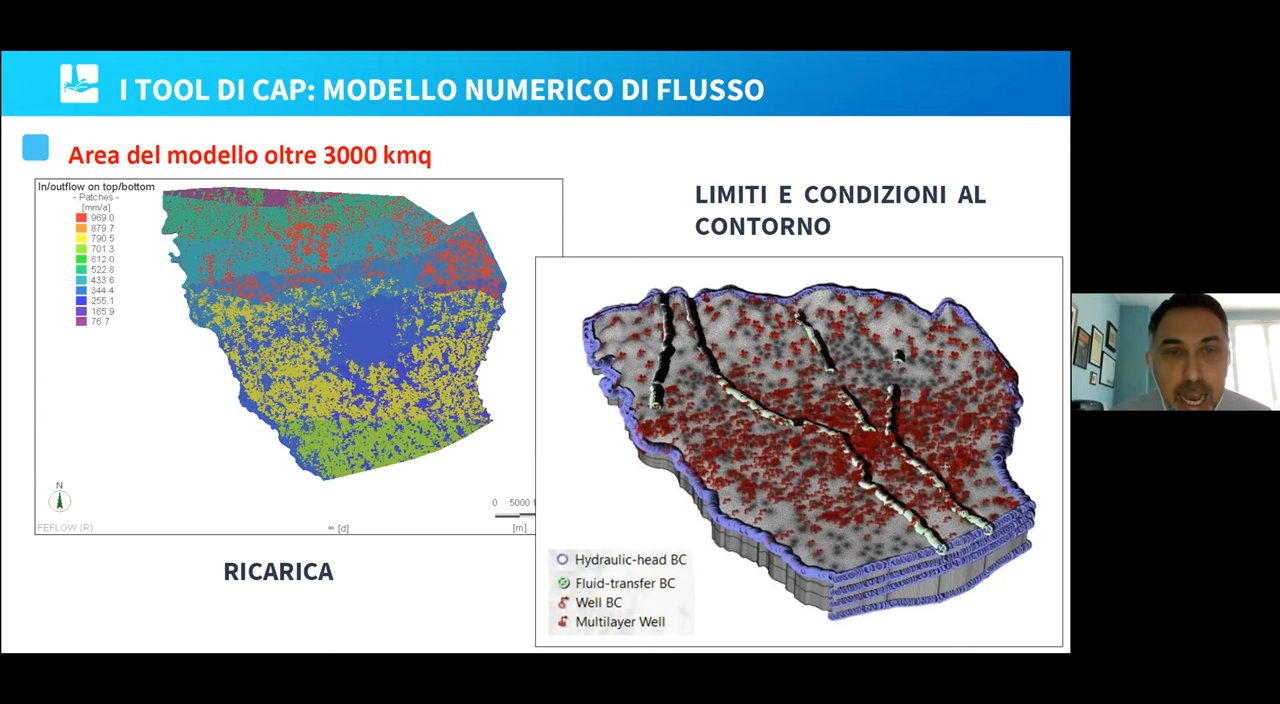 I TOOL DI CAP: MODELLO NUMERICO DI FLUSSO
Area del modello oltre 3000 kmq
In/outflow on top/bottom
- Patches -
[mm/a]
969.0
879.7
790.5
701.3
612.0
522.8
433.6
344.4
255.1
165.9
76.7
N
FEFLOW (R)
= [d]
0 5000 1
[m]
RICARICA
LIMITI E CONDIZIONI AL
CONTORNO
Hydraulic-head BC
Fluid-transfer BC
Well BC
Multilayer Well